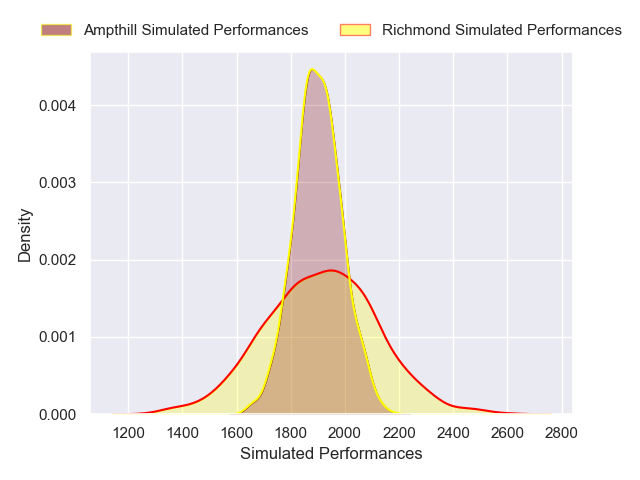 Ampthill Simulated Performances Richmond Simulated Performances
0.004
0.003
0.002
0.001
0.000
Density
1200 1400 1600 1800 2000 2200 2400 2600 2800
Simulated Performances